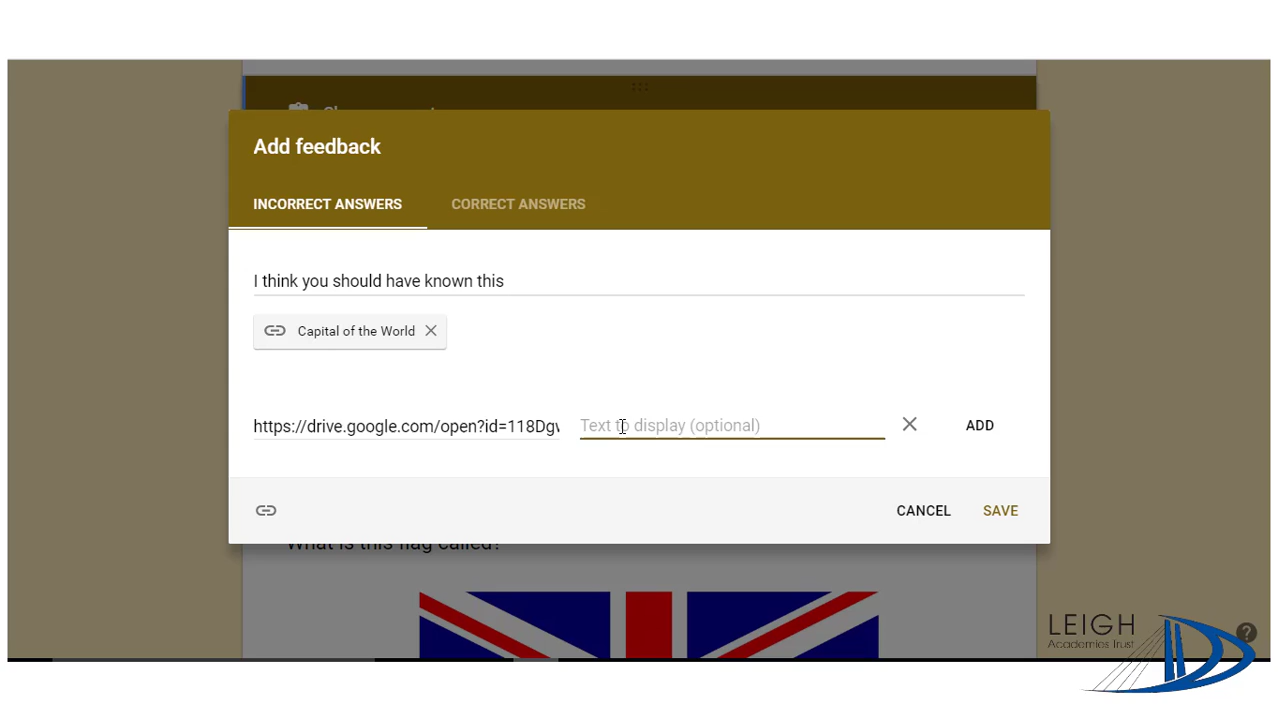 Add feedback
INCORRECT ANSWERS CORRECT ANSWERS
I think you should have known this
Capital of the World
https://drive.google.com/open?id=118Dgv Text to display (optional) ADD
CANCEL SAVE
What is this flag called?
LEIGH
Academies Trust